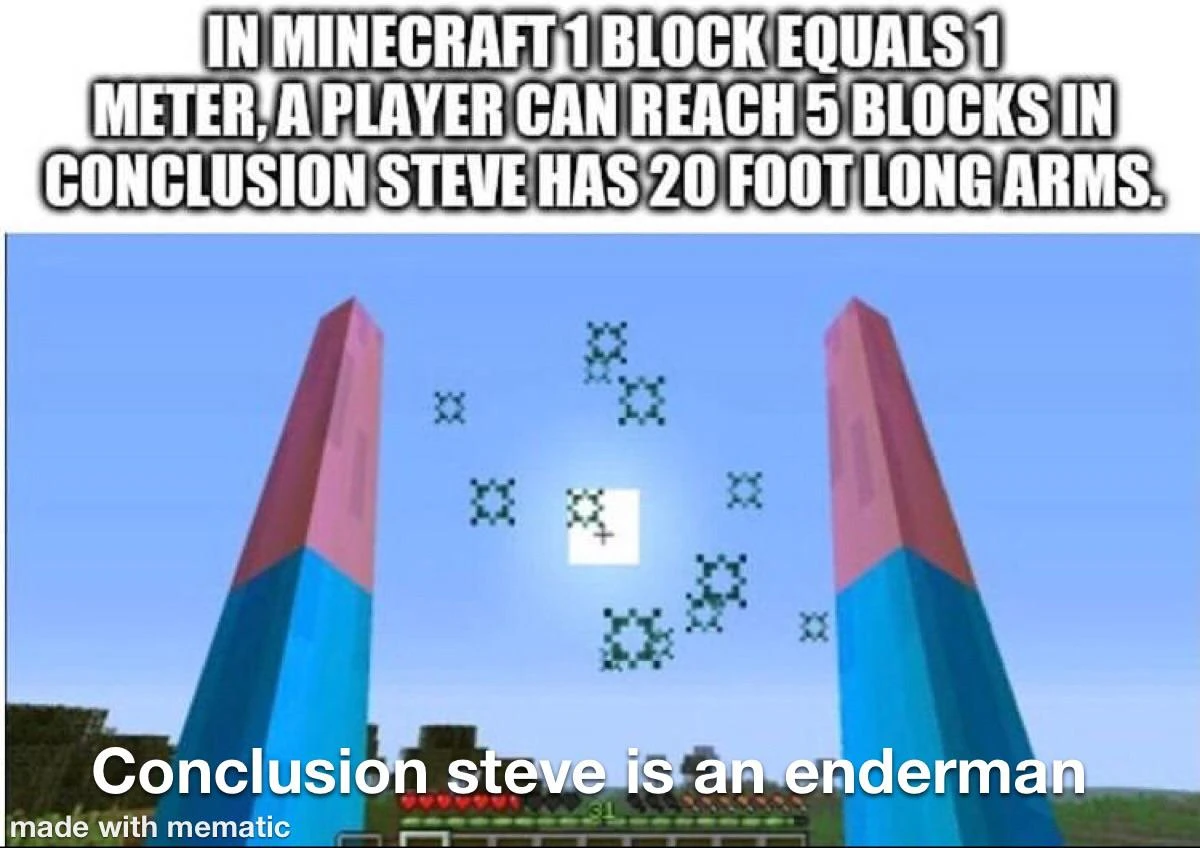 IN MINECRAFT 1 BLOCK EQUALS 1
METER, A PLAYER CAN REACH 5 BLOCKS IN
CONCLUSION STEVE HAS 20 FOOT LONG ARMS.
Conclusion steve is an enderman
31
made with mematic